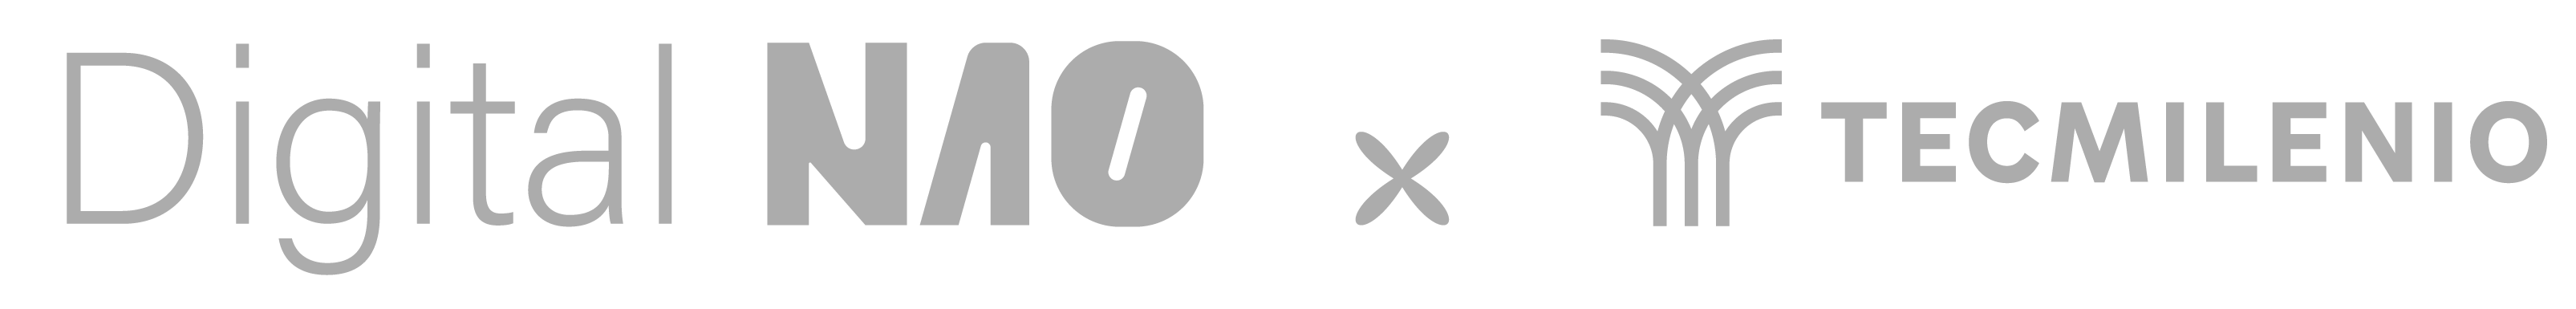 Digital NAO x TECMILENIO